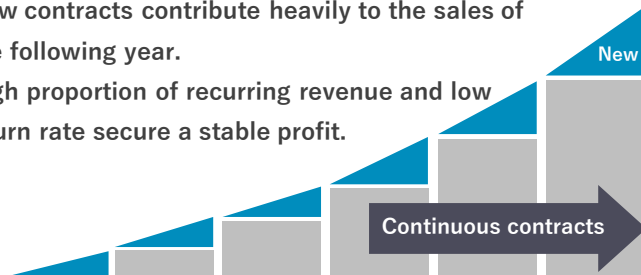 w contracts contribute heavily to the sales of
e following year.
gh proportion of recurring revenue and low
urn rate secure a stable profit.
New
Continuous contracts